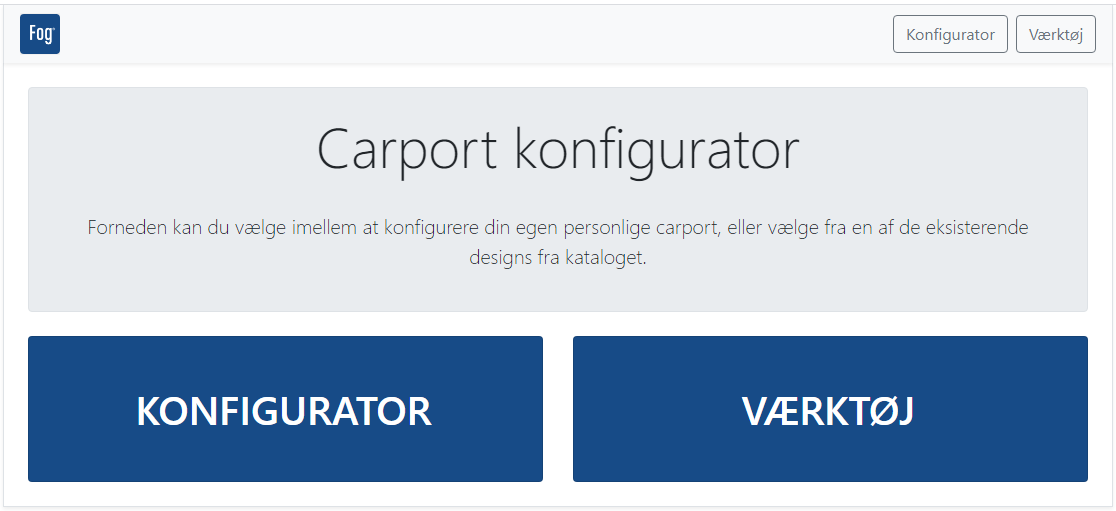 Fog
Konfigurator
Værktøj
Carport konfigurator
Forneden kan du vælge imellem at konfigurere din egen personlige carport, eller vælge fra en af de eksisterende
designs fra kataloget.
KONFIGURATOR
VÆRKTØJ